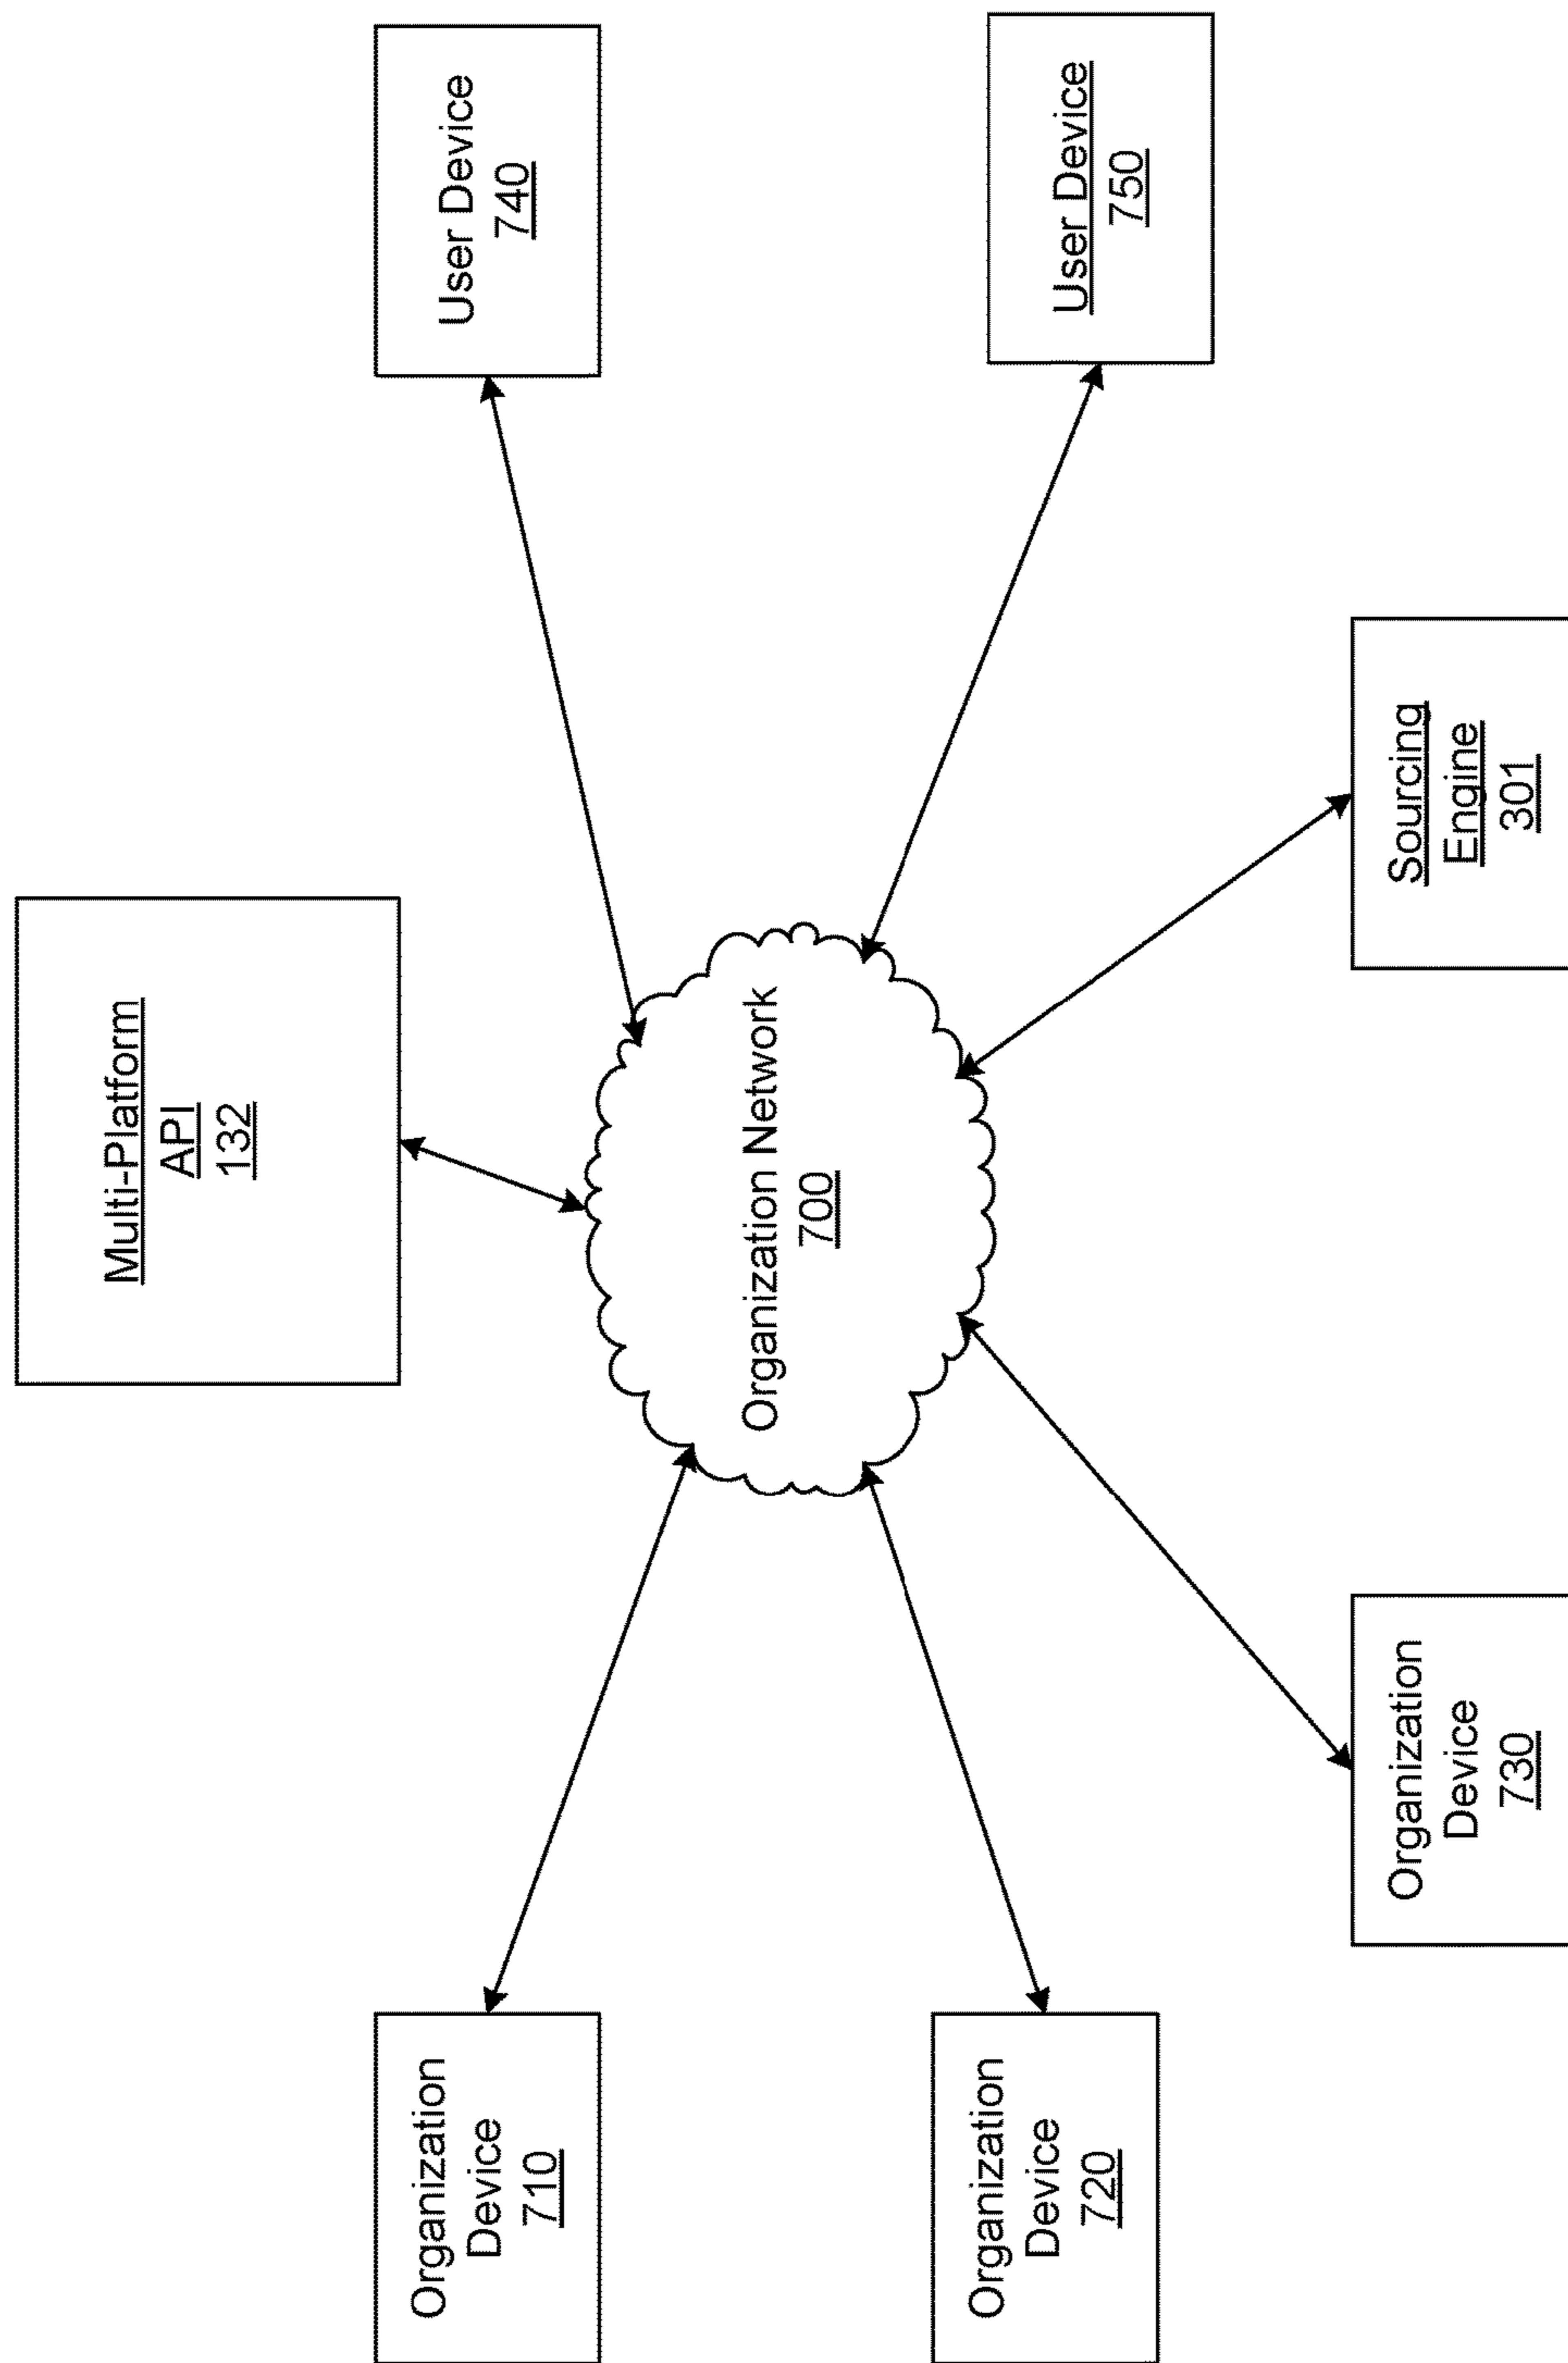 Multi-Platform
API
132
Organization
Device
710
User Device
740
Organization Network
700
Organization
Device
720
User Device
750
Organization
Device
730
Sourcing
Engine
301